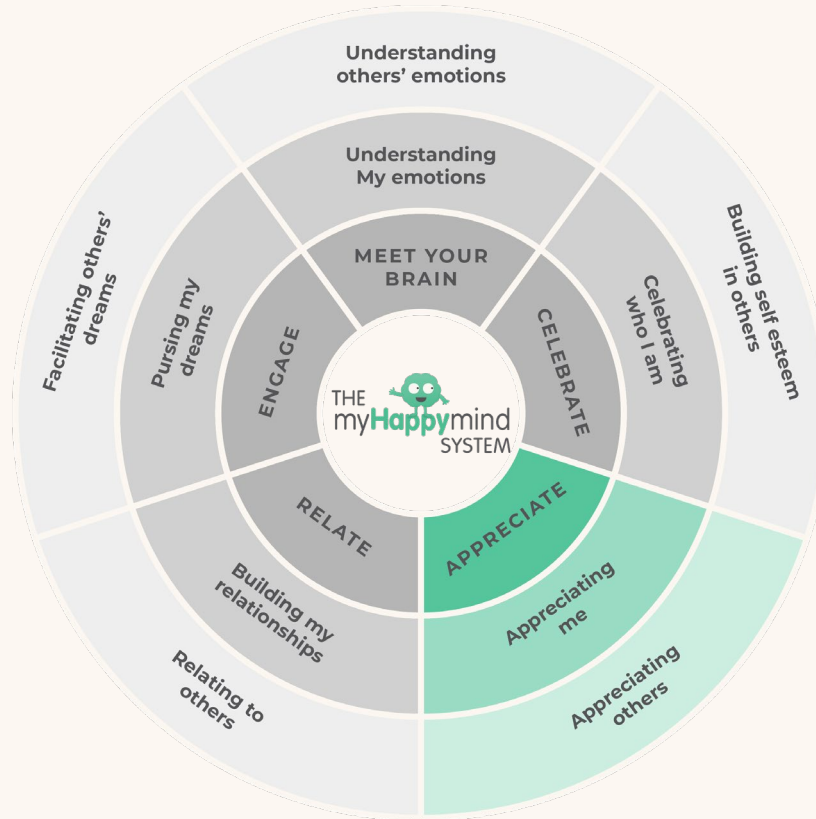 Understanding
others’ emotions
Understanding
My emotions
MEET YOUR
BRAIN
Building self esteem
in others
Celebrating
who I am
CELEBRATE
APPRECIATE
Appreciating
me
Appreciating
others
RELATE
Building my
relationships
Relating to
others
ENGAGE
Pursing my
dreams
Facilitating others’
dreams
THE
myHappymind
SYSTEM